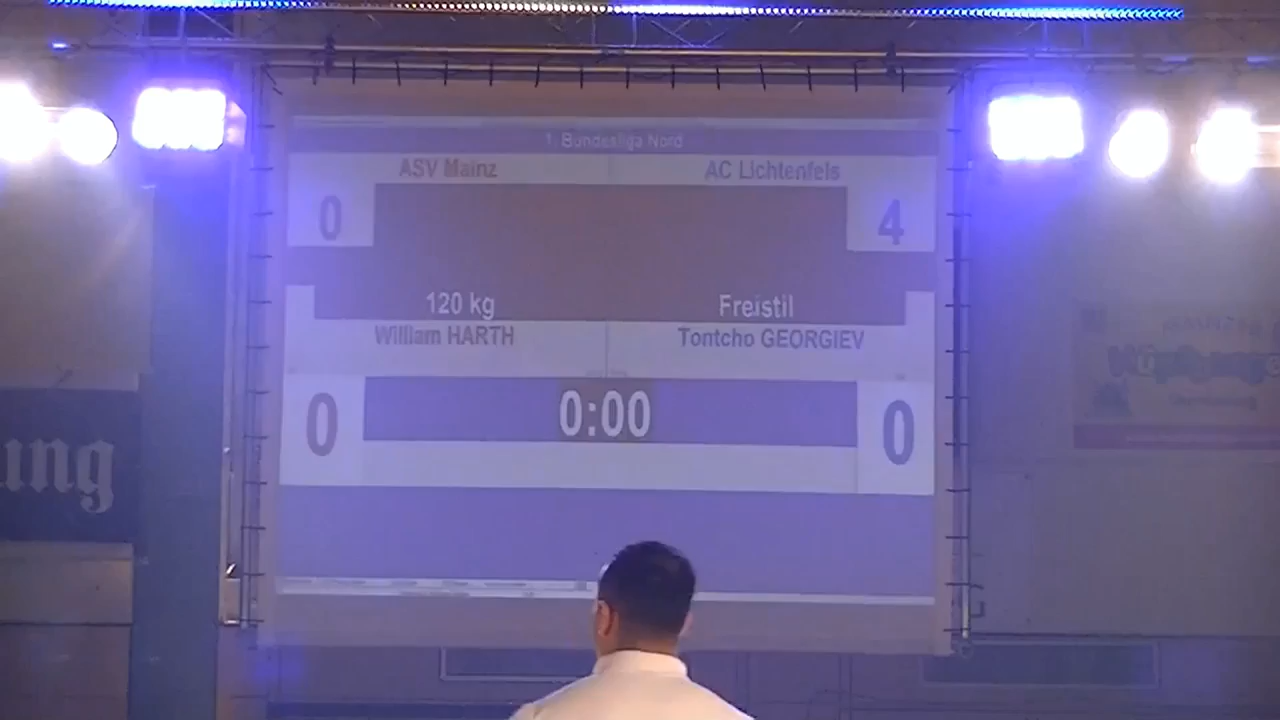 1. Bundesliga Nord
ASV Mainz AC Lichtenfels
0 4
120 kg Freistil
William HARTH Tontcho GEORGIEV
0 0:00 0
ung